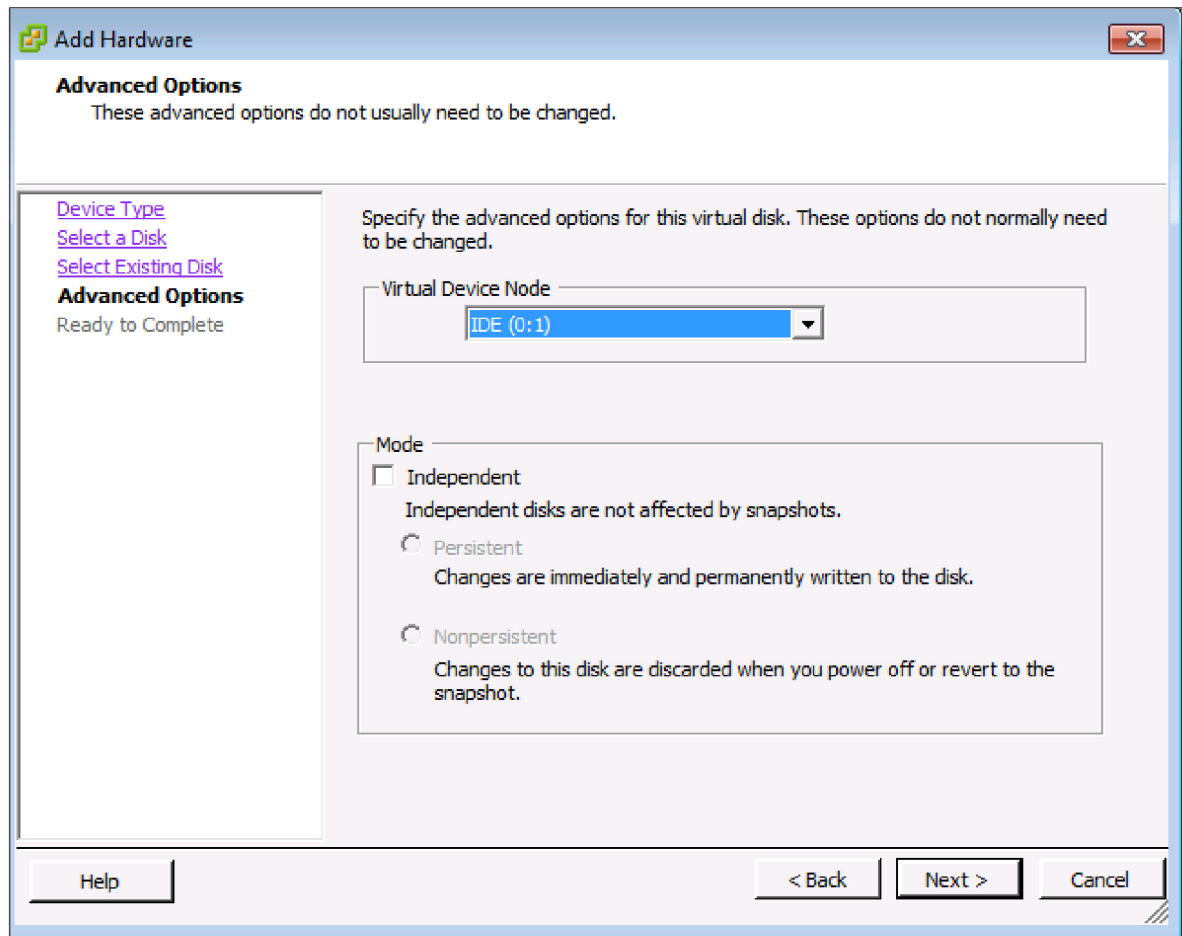 Add Hardware
Advanced Options
These advanced options do not usually need to be changed.
Device Type
Select a Disk
Select Existing Disk
Advanced Options
Ready to Complete
Specify the advanced options for this virtual disk. These options do not normally need
to be changed.
Virtual Device Node
IDE (0:1)
Mode
Independent
Independent disks are not affected by snapshots.
Persistent
Changes are immediately and permanently written to the disk.
Nonpersistent
Changes to this disk are discarded when you power off or revert to the
snapshot.
Help
< Back
Next >
Cancel